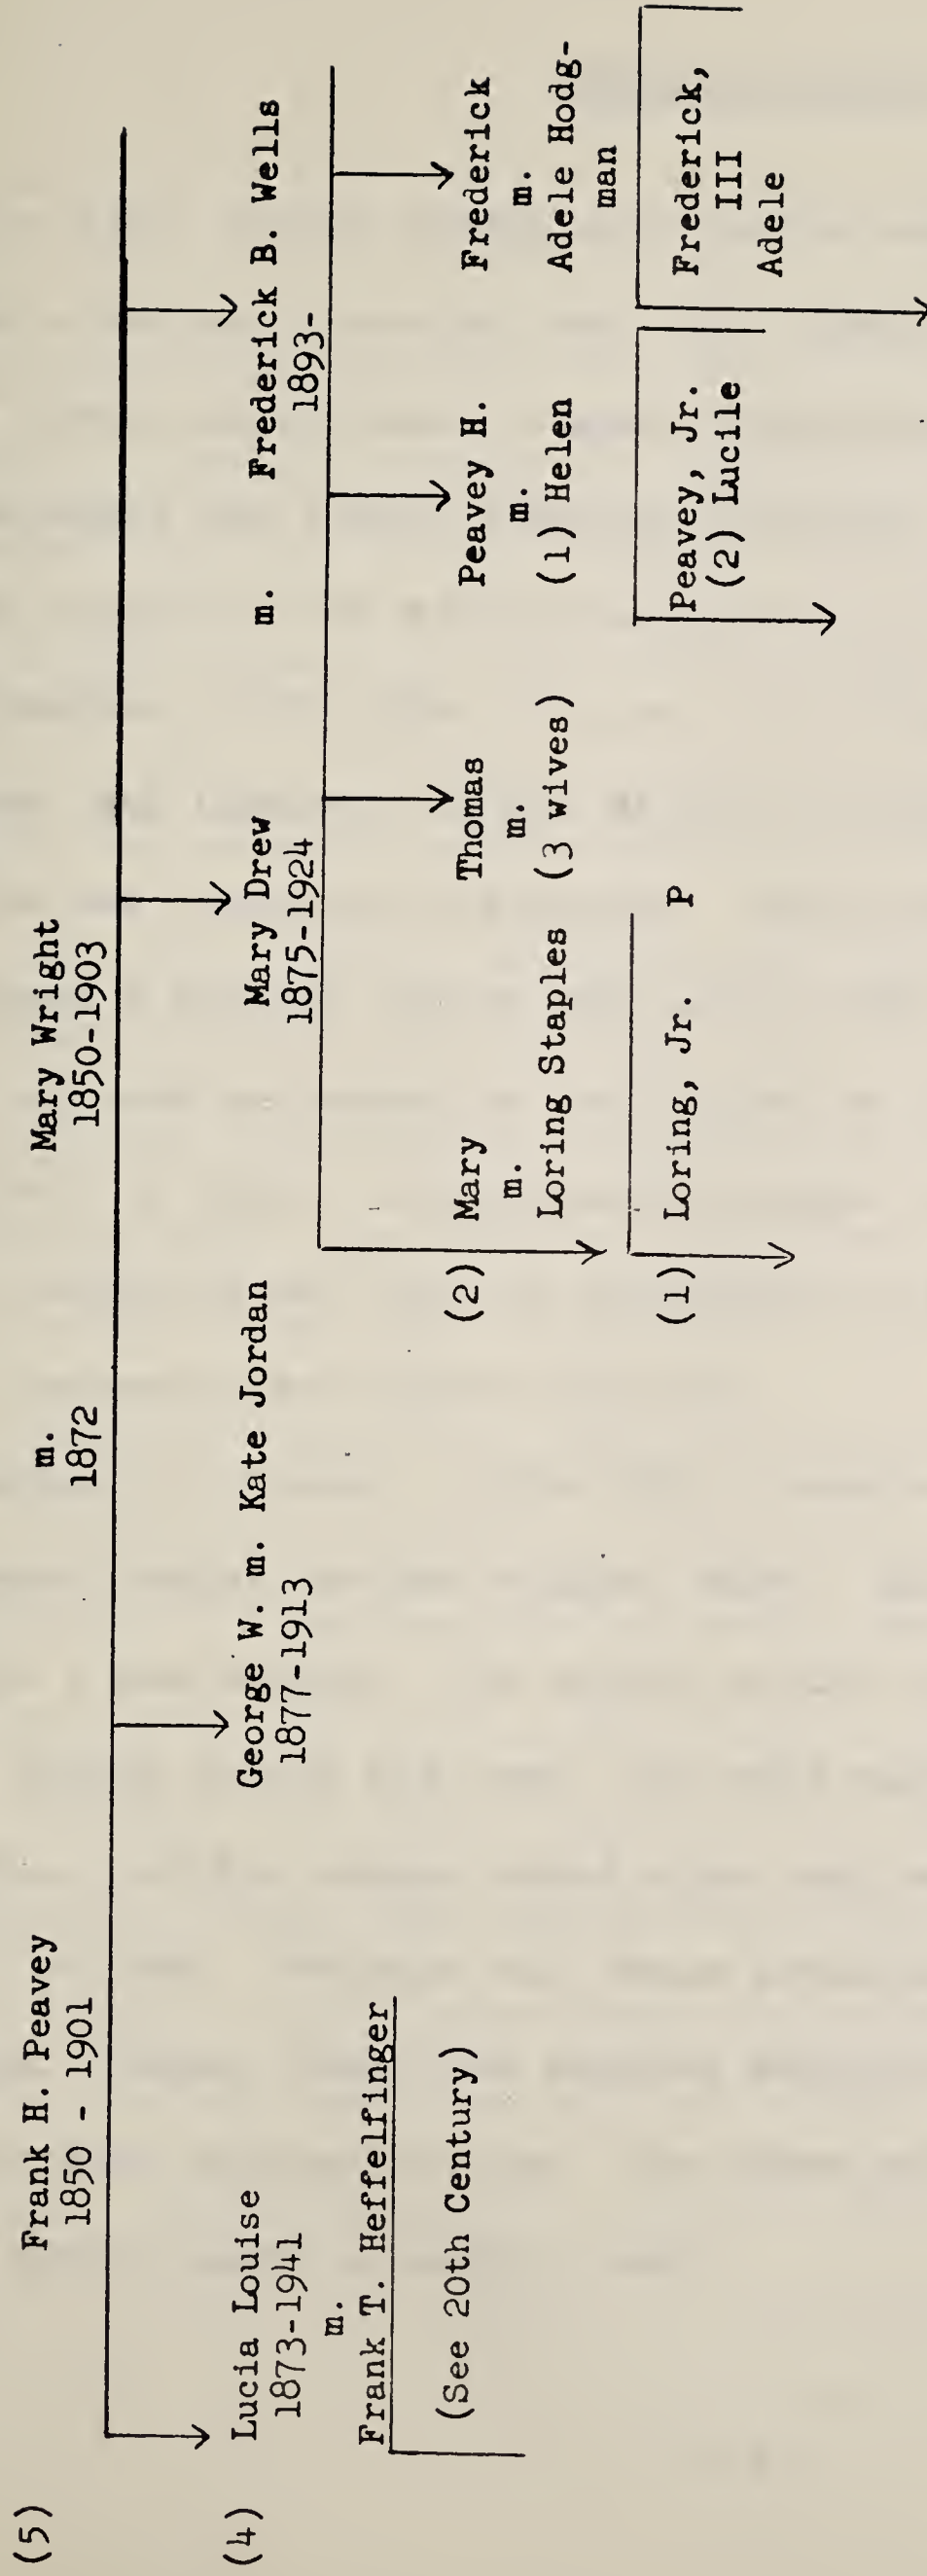 (5)
Frank H. Peavey m. Mary Wright
1850 - 1901 1872 1850-1903
(4) Lucia Louise George W. m. Kate Jordan Mary Drew m. Frederick B. Wells
1873-1941 1877-1913 1875-1924 1893-
m.
Frank T. Heffelfinger
(See 20th Century)
(2) Mary Thomas Peavey H. Frederick
m. m. m. m.
Loring Staples (3 wives) (1) Helen Adele Hodg-
man
(1) Loring, Jr. P Peavey, Jr. Frederick,
(2) Lucile III
Adele